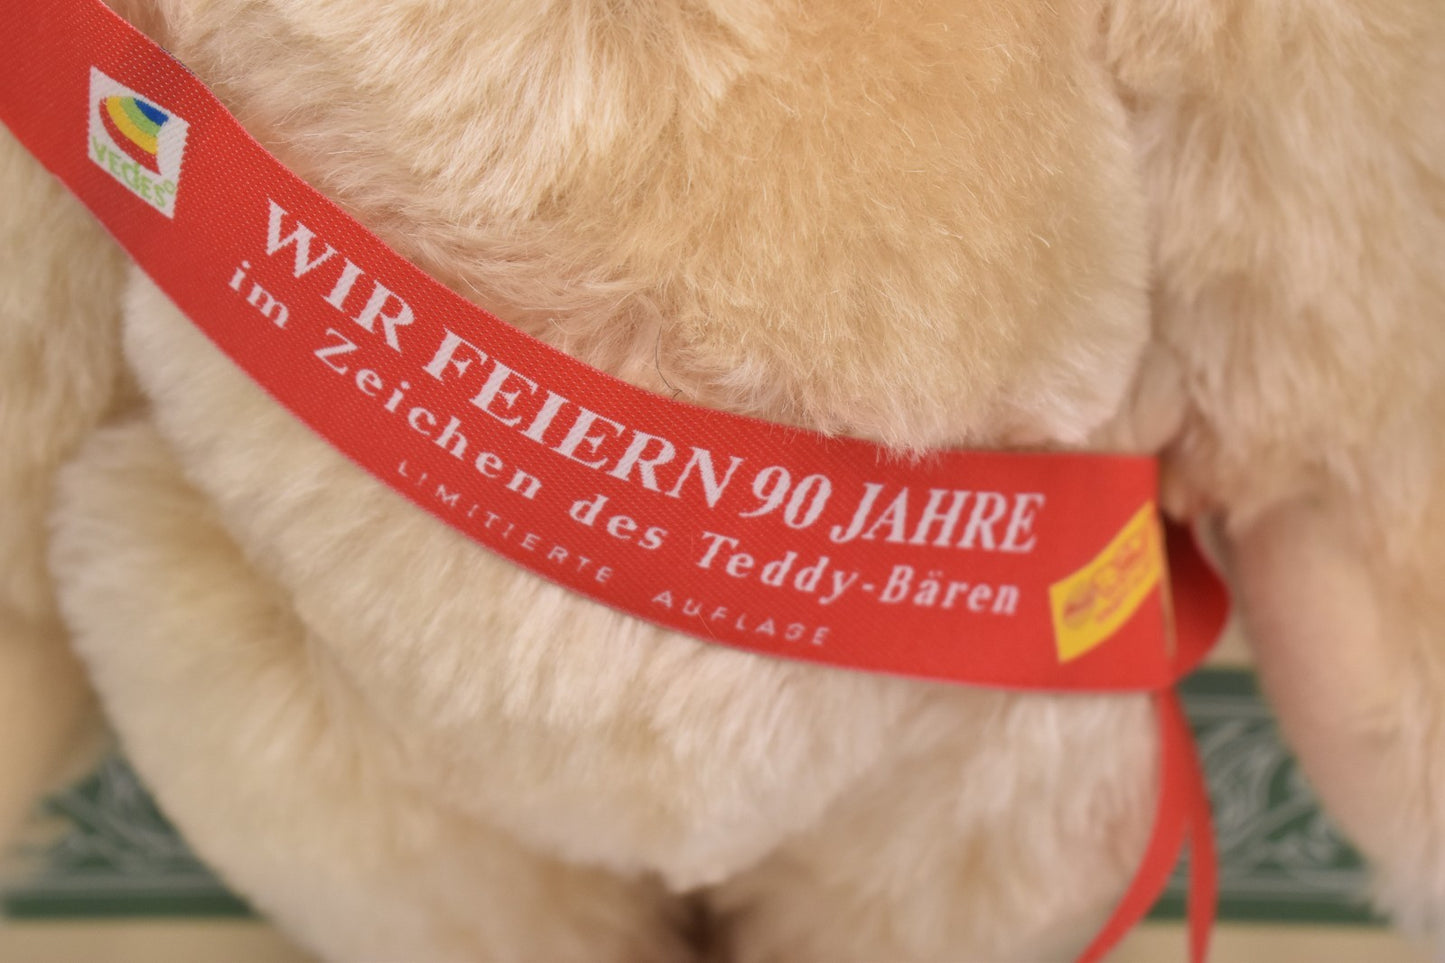 VEDES
WIR FEIERN 90 JAHRE
im Zeichen des Teddy-Bären
LIMITIERTE AUFLAGE